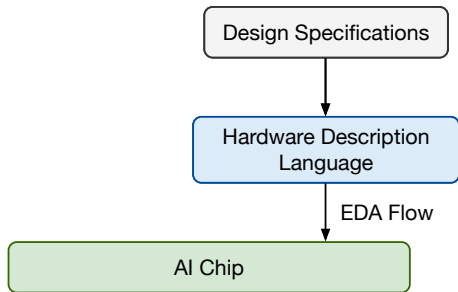 Design Specifications
Hardware Description
Language
EDA Flow
AI Chip